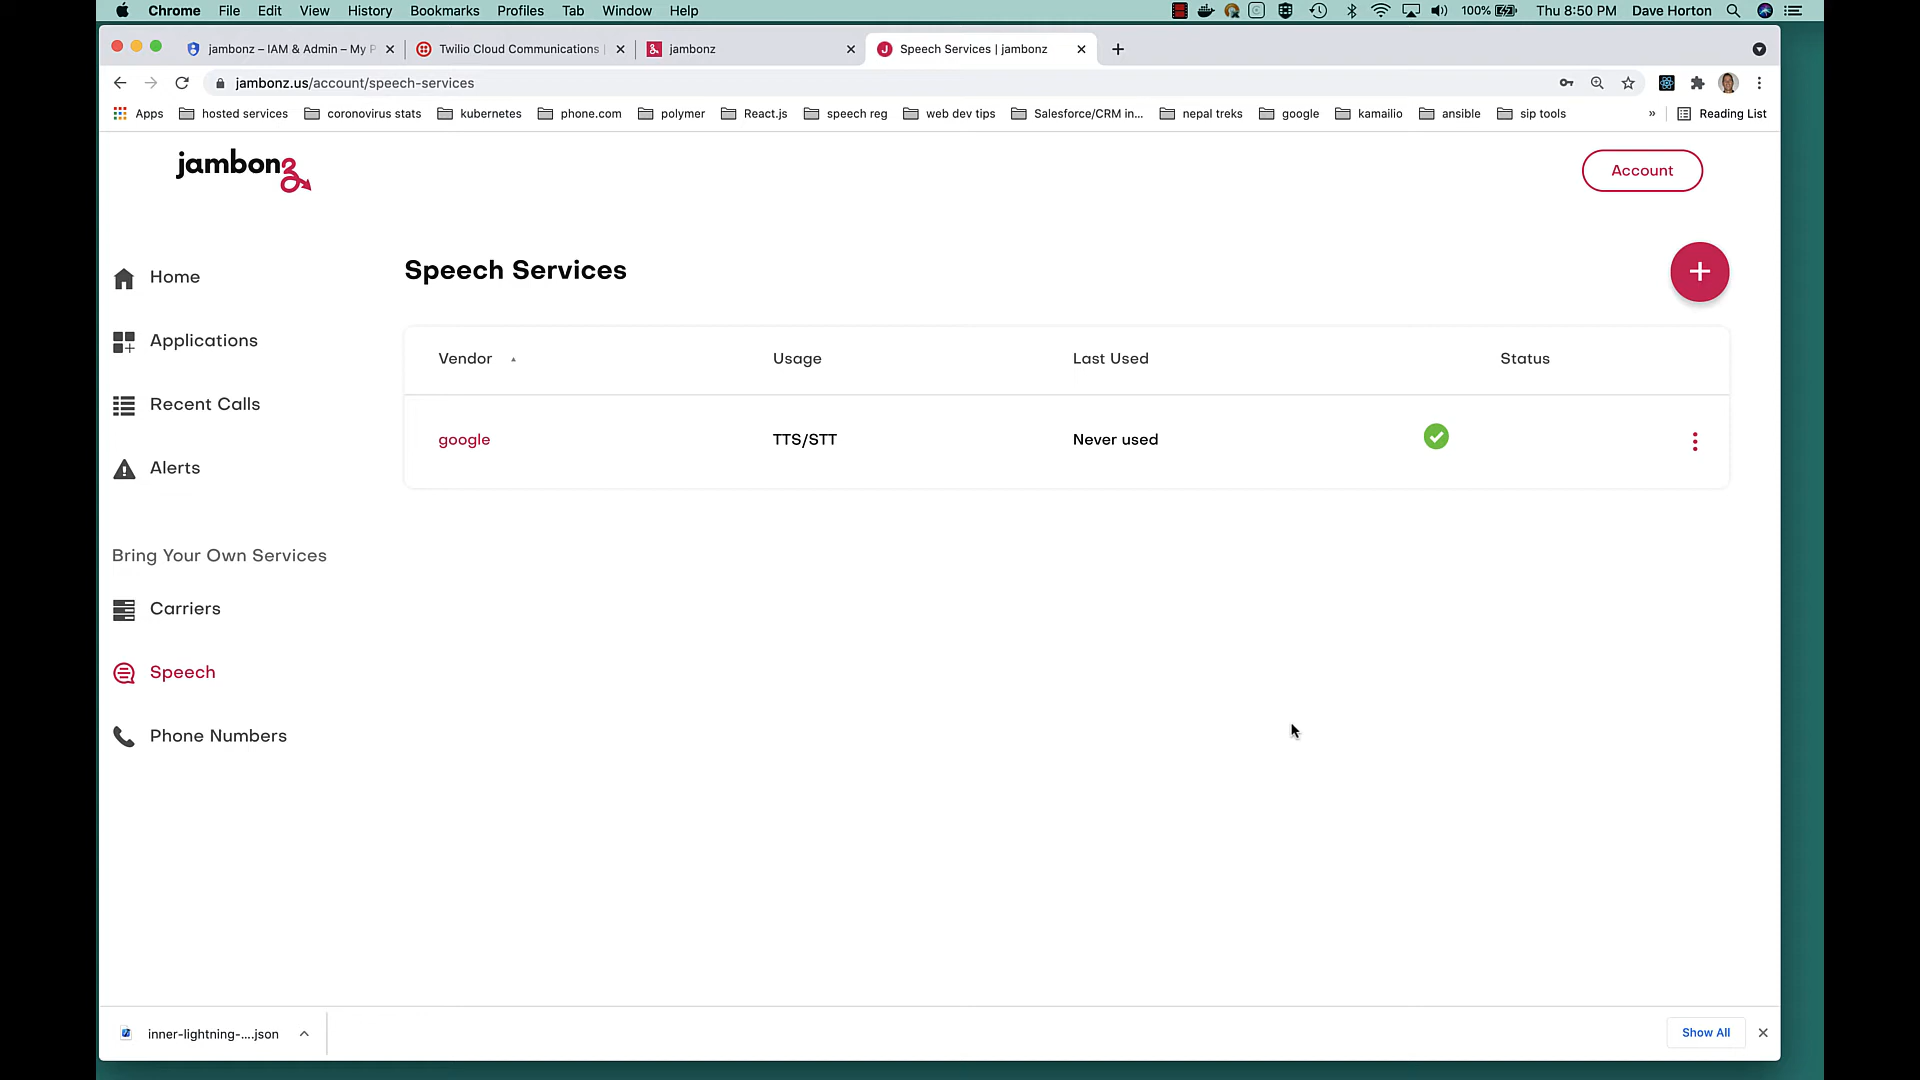 Chrome File Edit View History Bookmarks Profiles Tab Window Help 100% Thu 8:50 PM Dave Horton
jambonz – IAM & Admin – My P Twilio Cloud Communications jambonz Speech Services | jambonz
jambonz.us/account/speech-services
Apps hosted services coronovirus stats kubernetes phone.com polymer React.js speech reg web dev tips Salesforce/CRM in... nepal treks google kamailio ansible sip tools » Reading List
jambonz
Account
Home
Applications
Recent Calls
Alerts
Bring Your Own Services
Carriers
Speech
Phone Numbers
Speech Services
Vendor Usage Last Used Status
google TTS/STT Never used
inner-lightning-....json
Show All